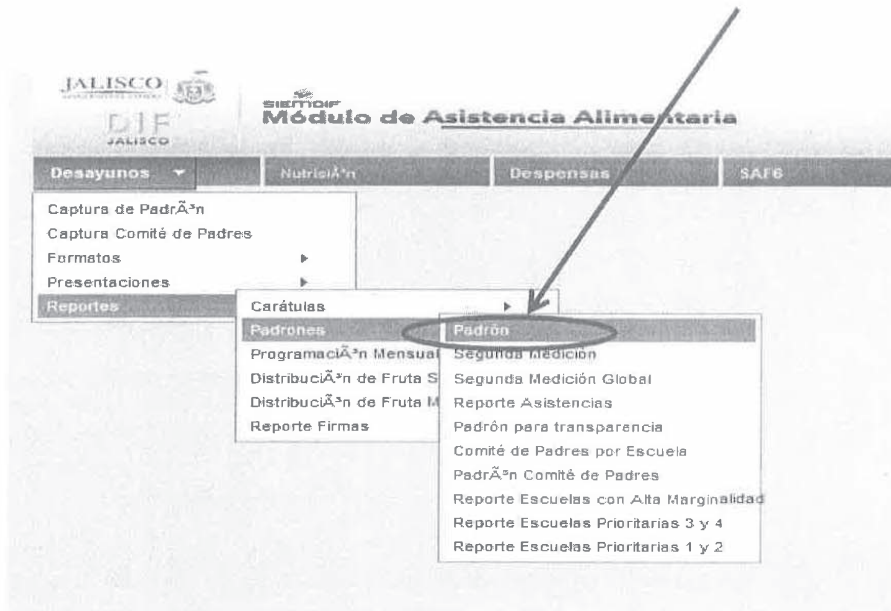 JALISCO
DIF
JALISCO
SIEMDIF
Módulo de Asistencia Alimentaria
Desayunos
NutriciÃ³n
Despensas
SAF6
Captura de PadrÃ³n
Captura Comité de Padres
Formatos
Presentaciones
Reportes
Carátulas
Padrones
ProgramaciÃ³n Mensual
DistribuciÃ³n de Fruta S
DistribuciÃ³n de Fruta M
Reporte Firmas
Padrón
Segunda Medición
Segunda Medición Global
Reporte Asistencias
Padrón para transparencia
Comité de Padres por Escuela
PadrÃ³n Comité de Padres
Reporte Escuelas con Alta Marginalidad
Reporte Escuelas Prioritarias 3 y 4
Reporte Escuelas Prioritarias 1 y 2